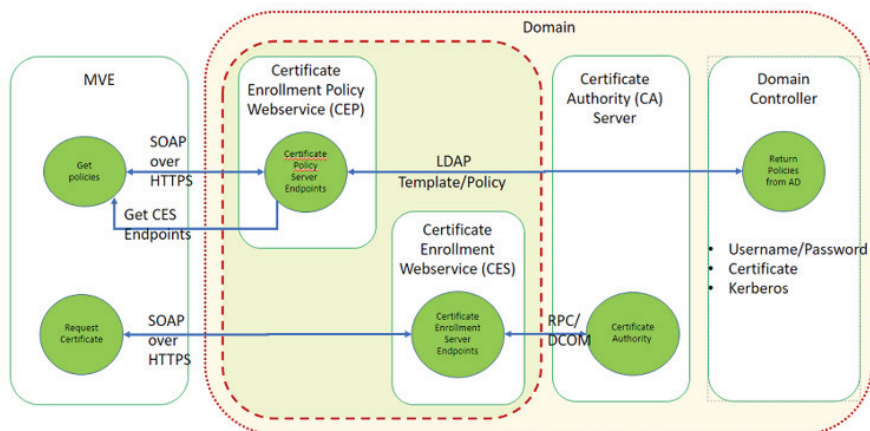 Domain
MVE
Certificate
Enrollment Policy
Webservice (CEP)
Certificate
Authority (CA)
Server
Domain
Controller
Get
policies
SOAP
over
HTTPS
Certificate
Policy
Server
Endpoints
LDAP
Template/Policy
Return
Policies
from AD
Get CES
Endpoints
Certificate
Enrollment
Webservice (CES)
• Username/Password
• Certificate
• Kerberos
Request
Certificate
SOAP
over
HTTPS
Certificate
Enrollment
Server
Endpoints
RPC/
DCOM
Certificate
Authority